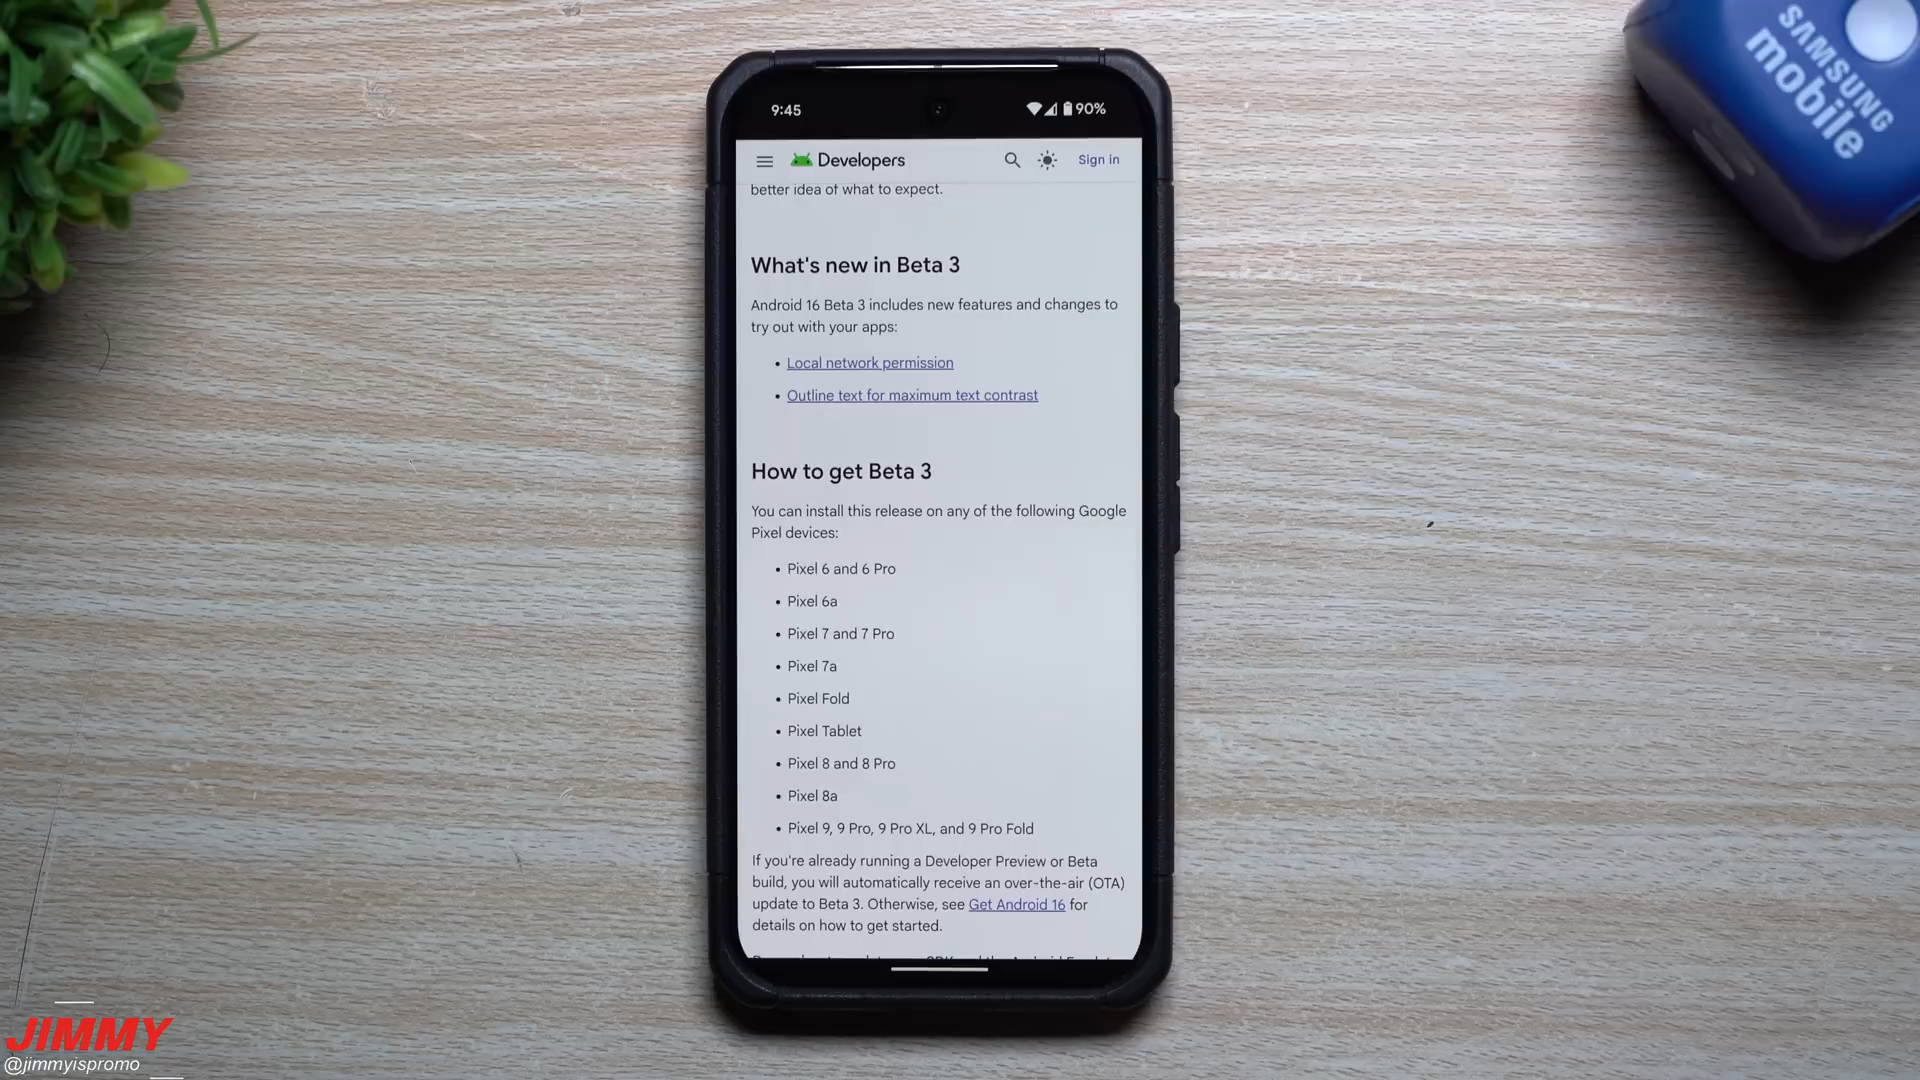 9:45
90%
Developers
Sign in
better idea of what to expect.
What's new in Beta 3
Android 16 Beta 3 includes new features and changes to
try out with your apps:
• Local network permission
• Outline text for maximum text contrast
How to get Beta 3
You can install this release on any of the following Google
Pixel devices:
• Pixel 6 and 6 Pro
• Pixel 6a
• Pixel 7 and 7 Pro
• Pixel 7a
• Pixel Fold
• Pixel Tablet
• Pixel 8 and 8 Pro
• Pixel 8a
• Pixel 9, 9 Pro, 9 Pro XL, and 9 Pro Fold
If you're already running a Developer Preview or Beta
build, you will automatically receive an over-the-air (OTA)
update to Beta 3. Otherwise, see Get Android 16 for
details on how to get started.
SAMSUNG
mobile
JIMMY
@jimmyispromo